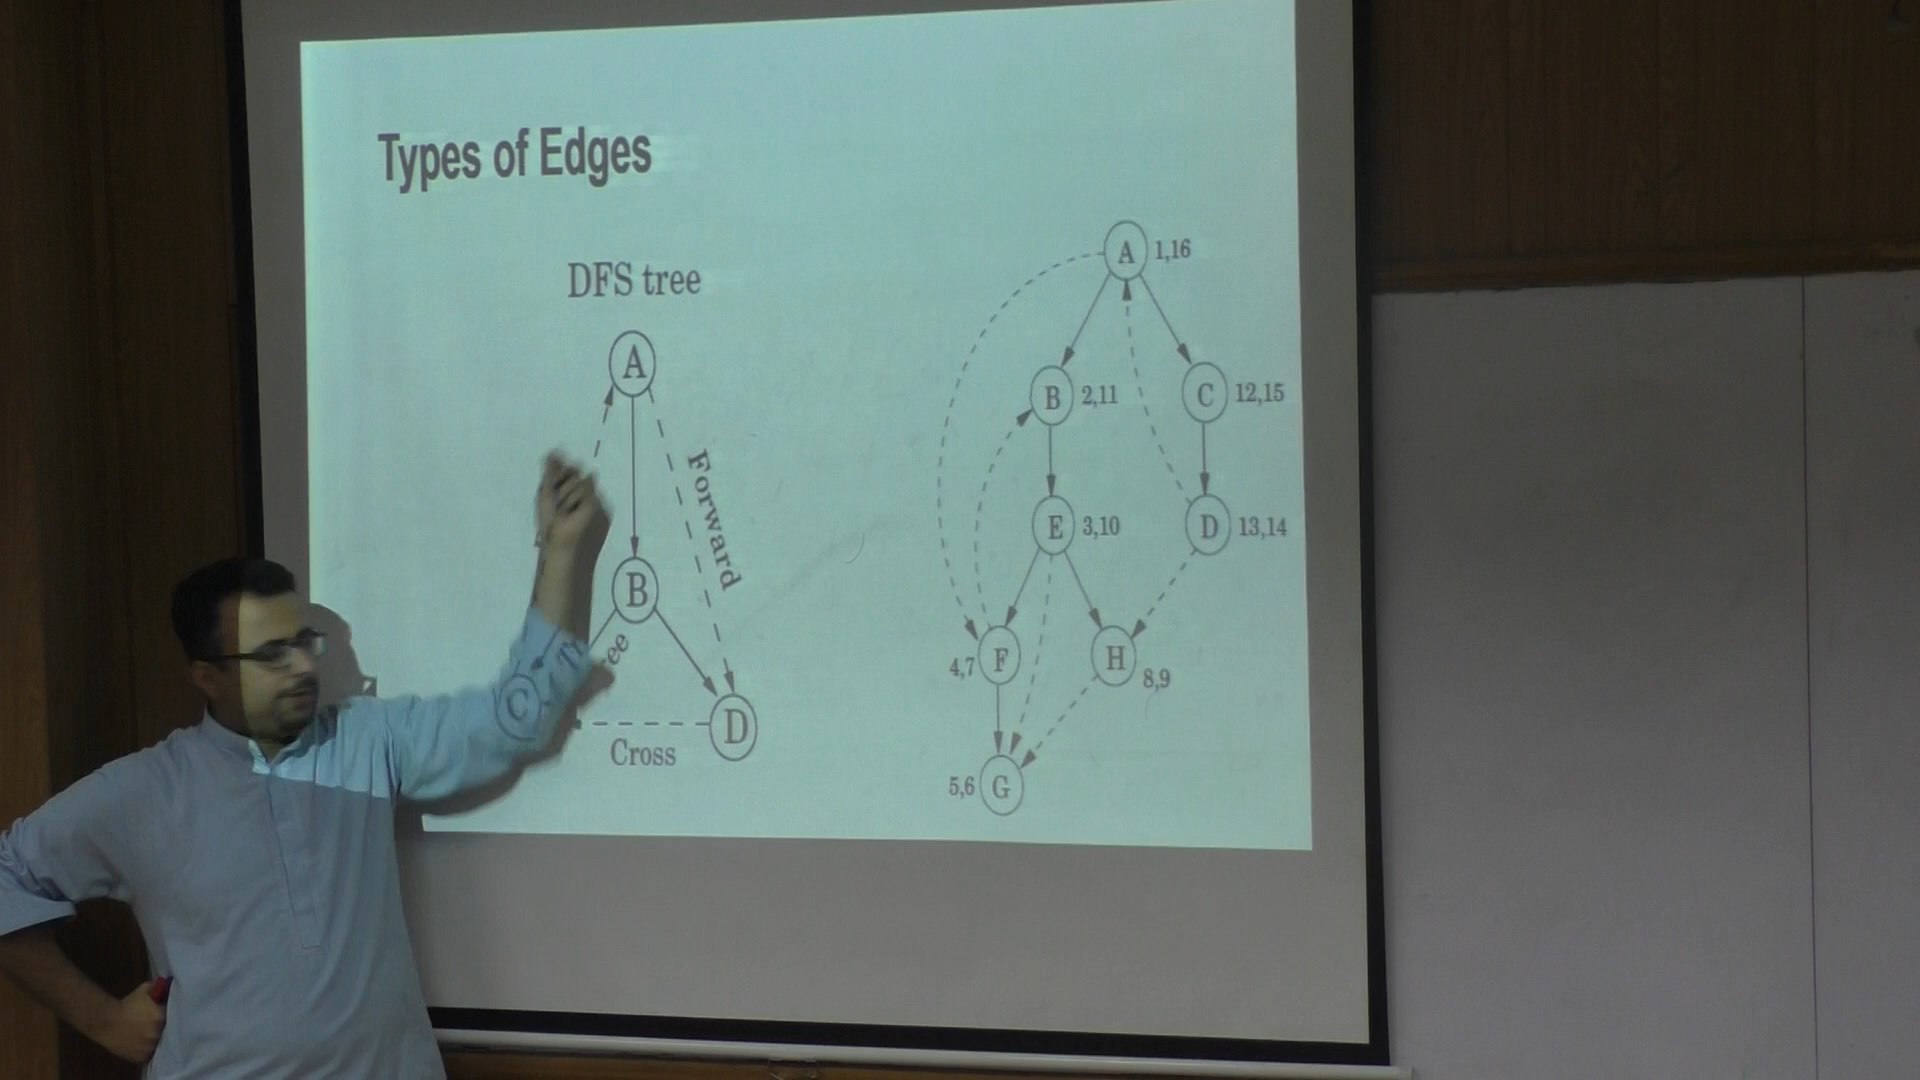 Types of Edges
DFS tree
A
Forward
B
Tree
C
D
Cross
A 1,16
B 2,11
C 12,15
E 3,10
D 13,14
4,7 F
H 8,9
5,6 G